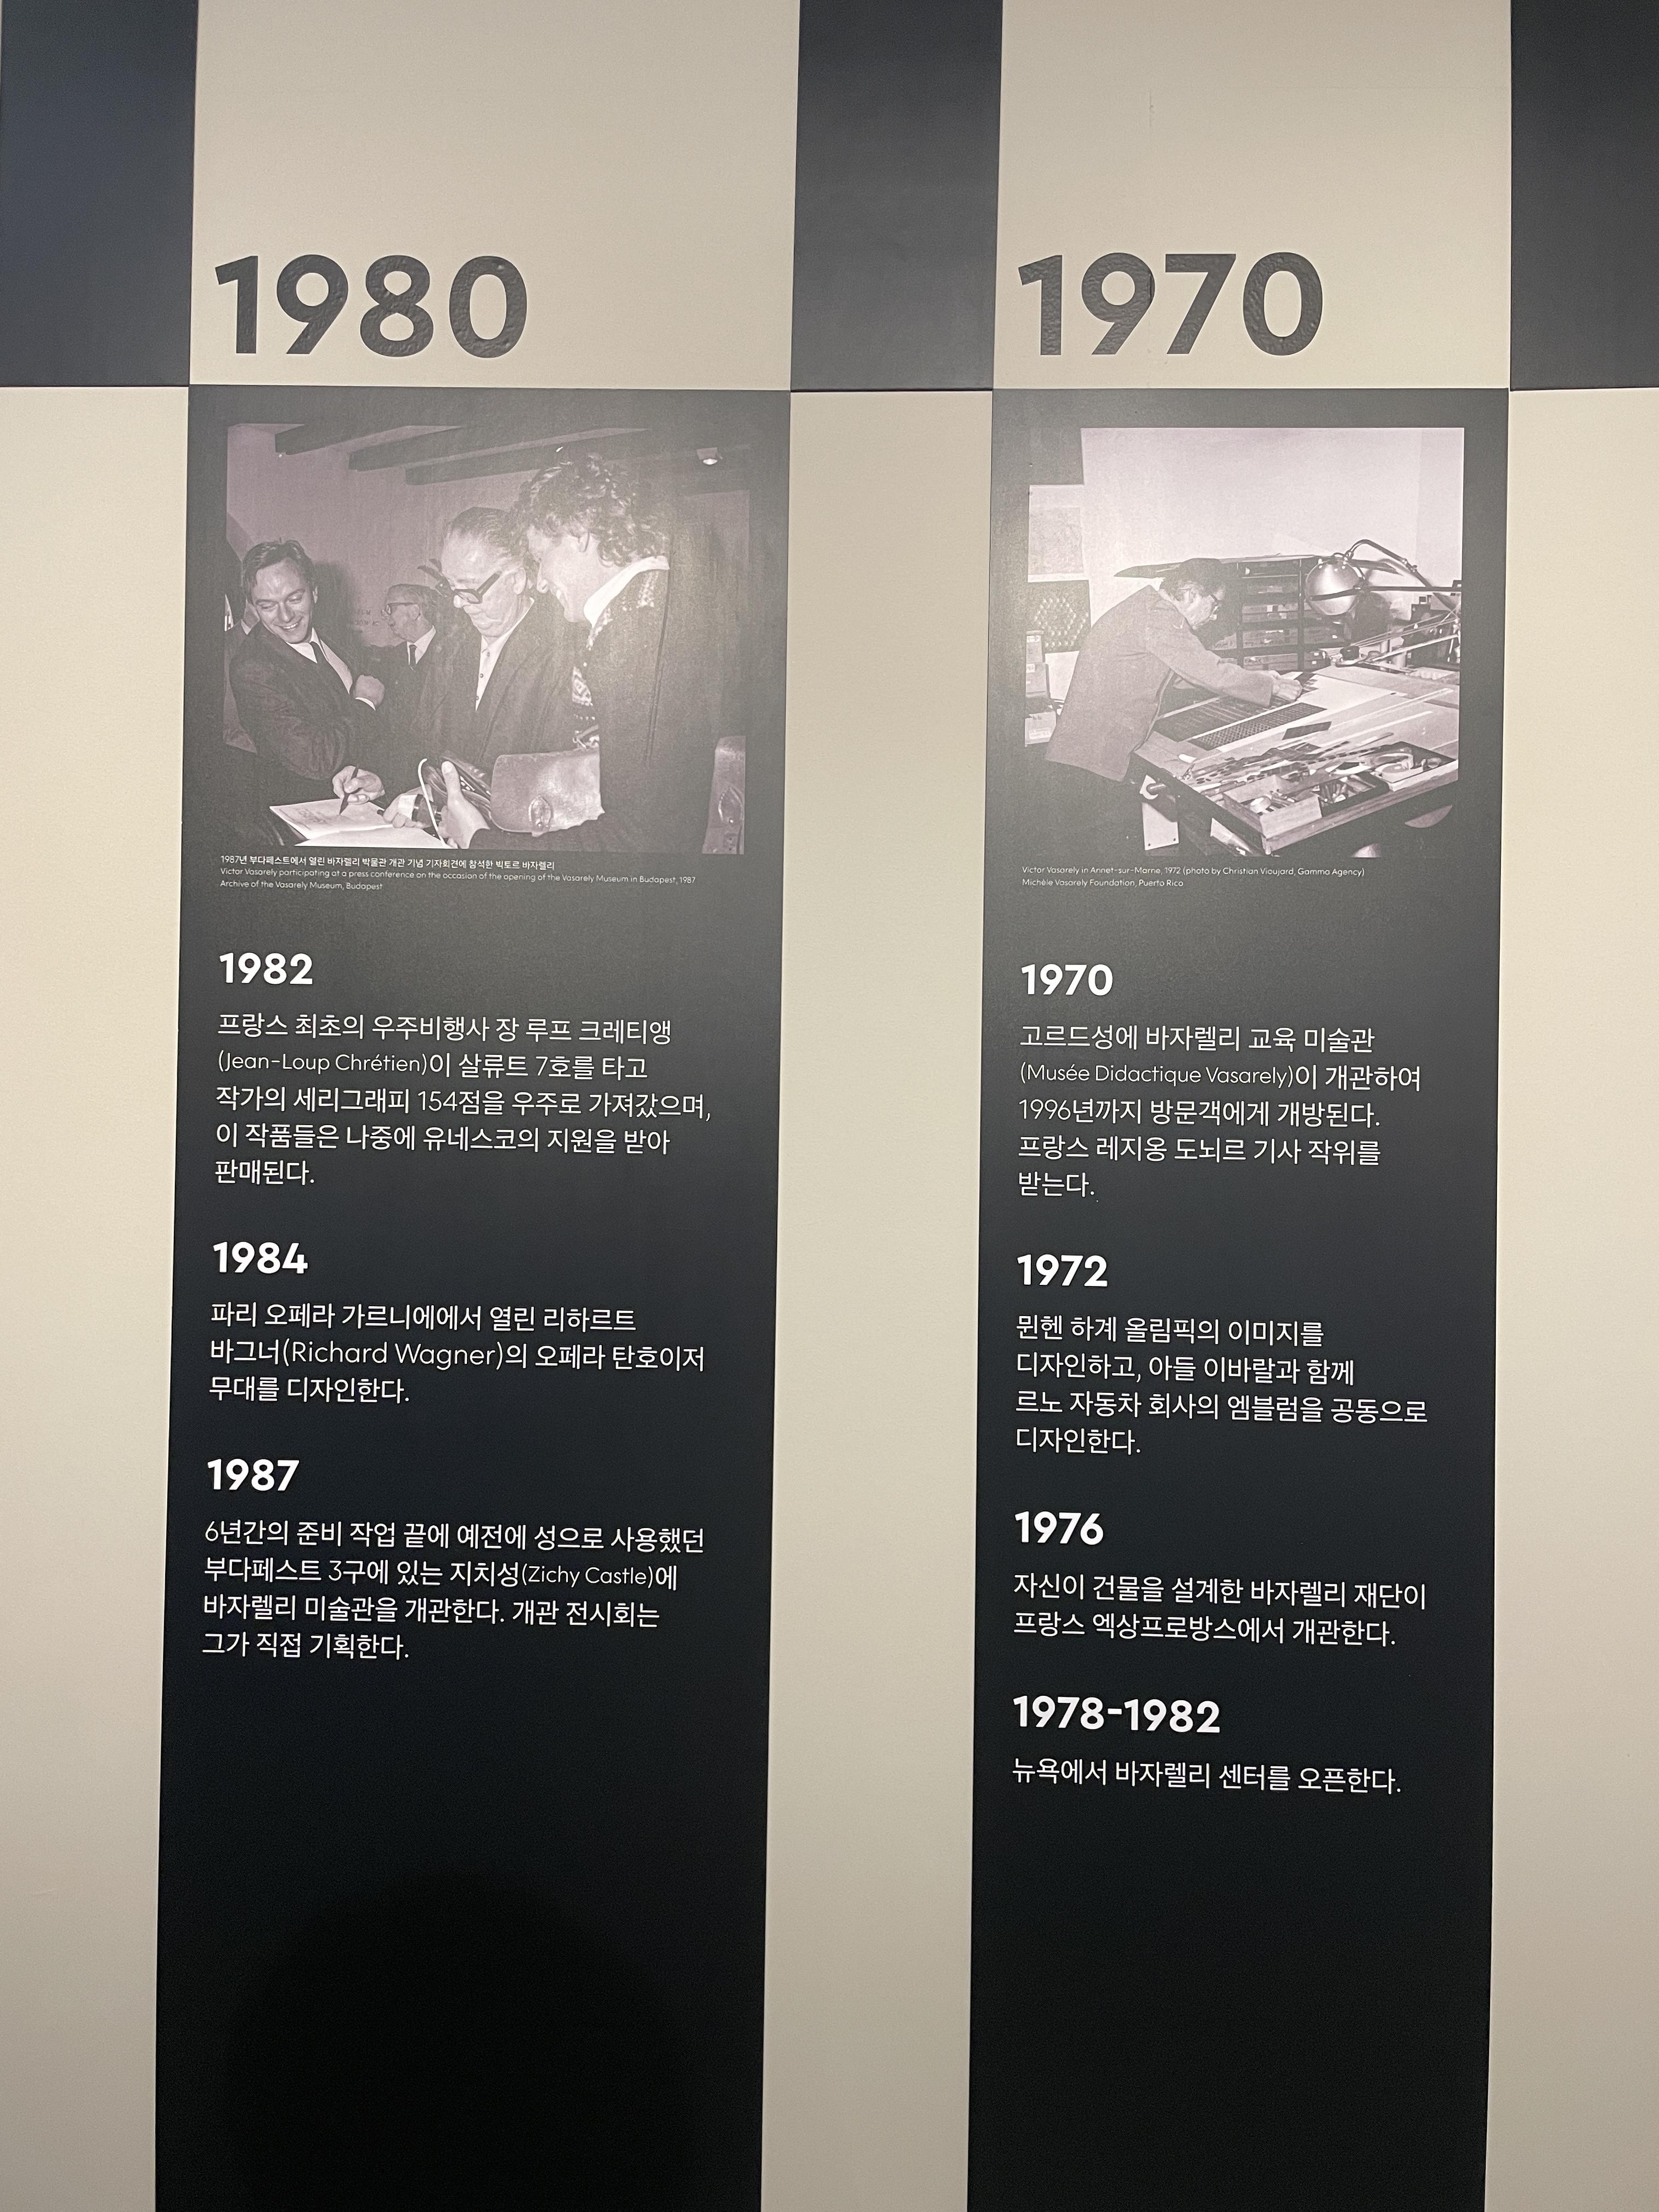 1980
1987년 부다페스트에서 열린 바자렐리 박물관 개관 기념 기자회견에 참석한 빅토르 바자렐리
Victor Vasarely participating at a press conference on the occasion of the opening of the Vasarely Museum in Budapest, 1987
Archive of the Vasarely Museum, Budapest
1982
프랑스 최초의 우주비행사 장 루프 크레티앵
(Jean-Loup Chrétien)이 살류트 7호를 타고
작가의 세리그래피 154점을 우주로 가져갔으며,
이 작품들은 나중에 유네스코의 지원을 받아
판매된다.
1984
파리 오페라 가르니에에서 열린 리하르트
바그너(Richard Wagner)의 오페라 탄호이저
무대를 디자인한다.
1987
6년간의 준비 작업 끝에 예전에 성으로 사용했던
부다페스트 3구에 있는 지치성(Zichy Castle)에
바자렐리 미술관을 개관한다. 개관 전시회는
그가 직접 기획한다.
1970
Victor Vasarely in Annet-sur-Marne, 1972 (photo by Christian Vioujard, Gamma Agency)
Michèle Vasarely Foundation, Puerto Rico
1970
고르드성에 바자렐리 교육 미술관
(Musée Didactique Vasarely)이 개관하여
1996년까지 방문객에게 개방된다.
프랑스 레지옹 도뇌르 기사 작위를
받는다.
1972
뮌헨 하계 올림픽의 이미지를
디자인하고, 아들 이바랄과 함께
르노 자동차 회사의 엠블럼을 공동으로
디자인한다.
1976
자신이 건물을 설계한 바자렐리 재단이
프랑스 엑상프로방스에서 개관한다.
1978-1982
뉴욕에서 바자렐리 센터를 오픈한다.